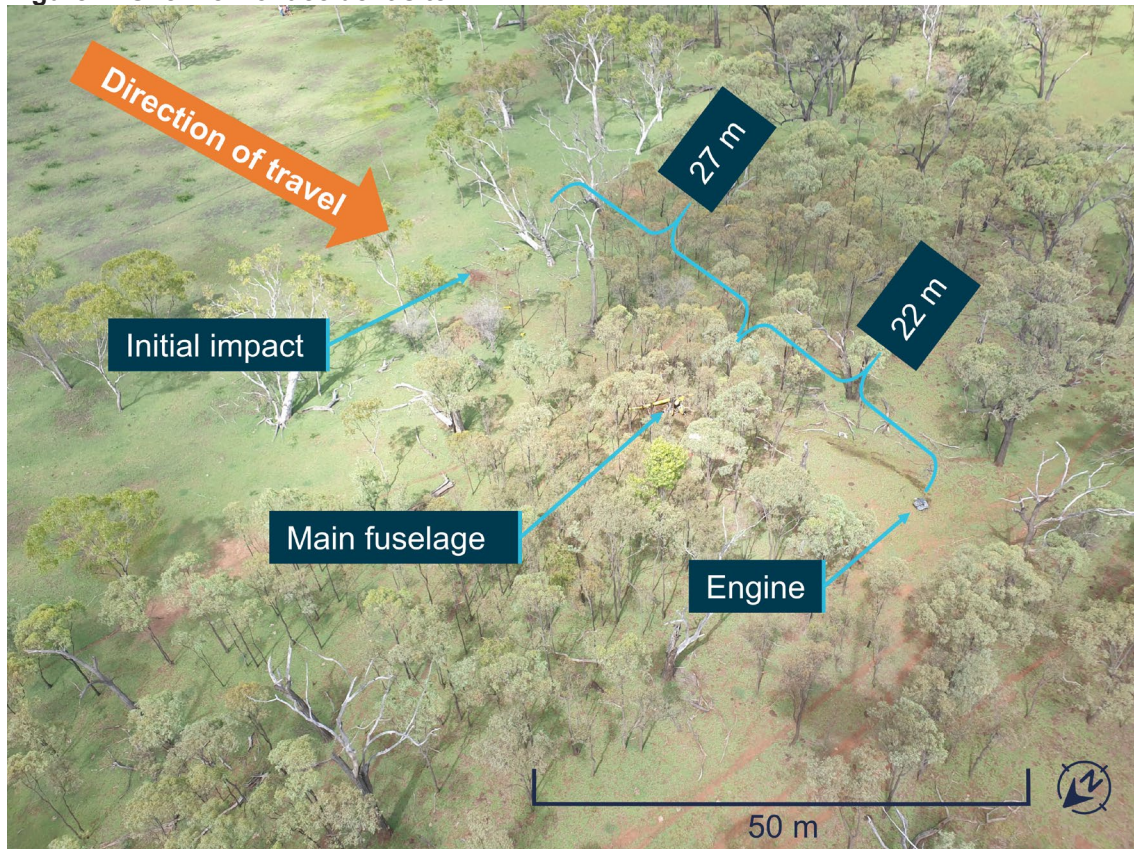 Direction of travel
27 m
22 m
Initial impact
Main fuselage
Engine
50 m
N